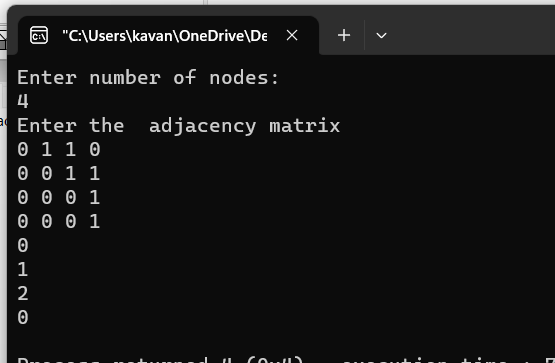 "C:\Users\kavan\OneDrive\De
Enter number of nodes:
4
Enter the  adjacency matrix
0 1 1 0
0 0 1 1
0 0 0 1
0 0 0 1
0
1
2
0